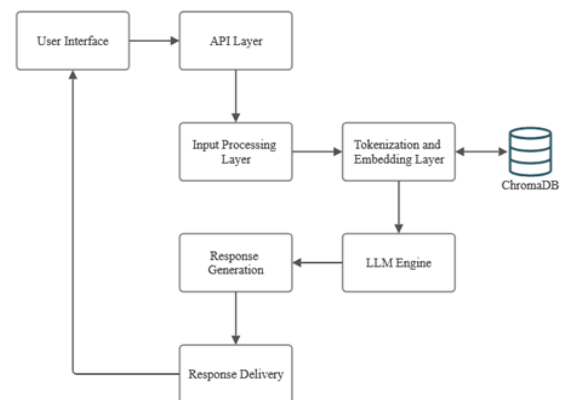 User Interface
API Layer
Input Processing
Layer
Tokenization and
Embedding Layer
ChromaDB
Response
Generation
LLM Engine
Response Delivery